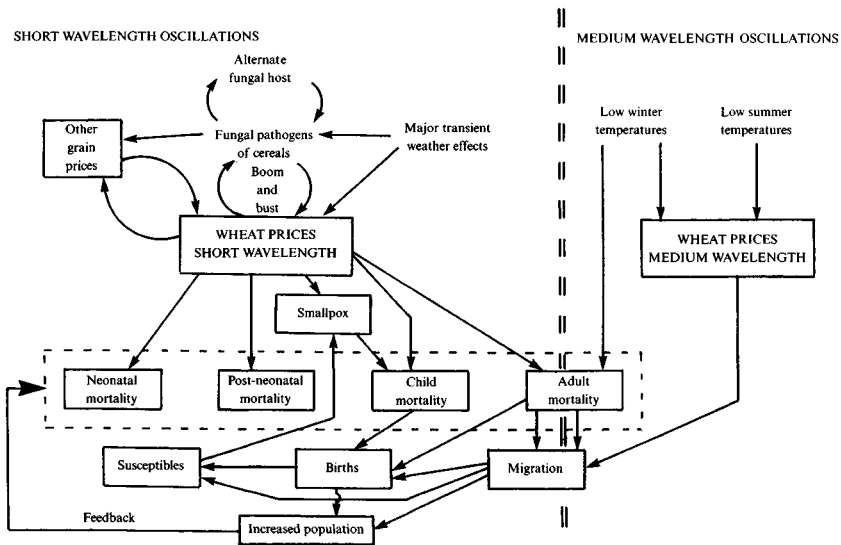 SHORT WAVELENGTH OSCILLATIONS
MEDIUM WAVELENGTH OSCILLATIONS
Alternate
fungal host
Other
grain
prices
Fungal pathogens
of cereals
Boom
and
bust
Major transient
weather effects
Low winter
temperatures
Low summer
temperatures
WHEAT PRICES
SHORT WAVELENGTH
WHEAT PRICES
MEDIUM WAVELENGTH
Smallpox
Neonatal
mortality
Post-neonatal
mortality
Child
mortality
Adult
mortality
Susceptibles
Births
Migration
Feedback
Increased population